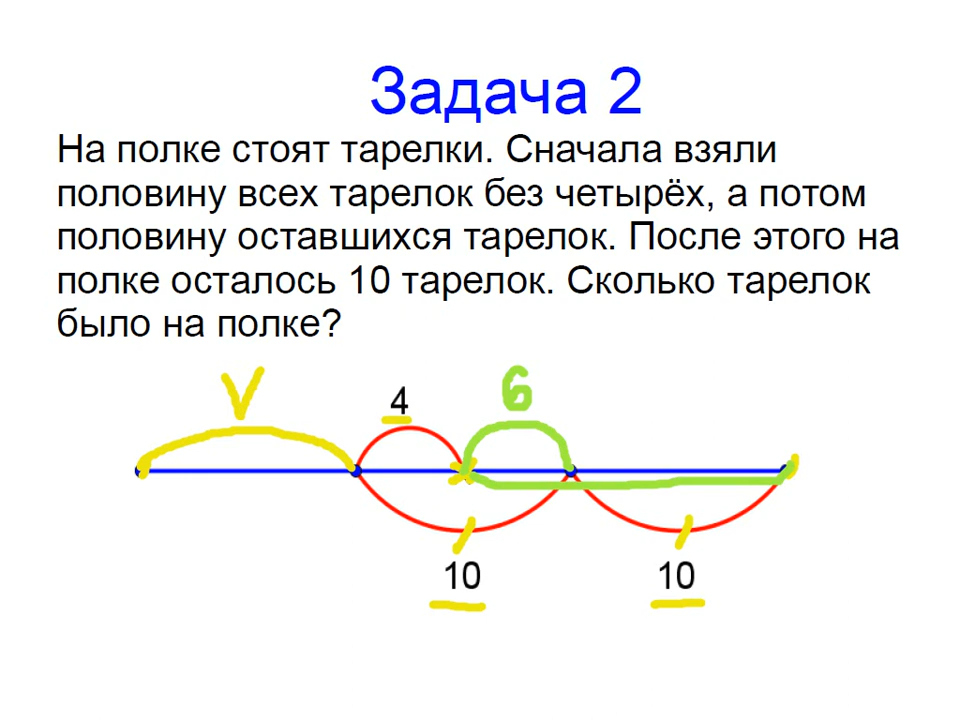 Задача 2
На полке стоят тарелки. Сначала взяли
половину всех тарелок без четырёх, а потом
половину оставшихся тарелок. После этого на
полке осталось 10 тарелок. Сколько тарелок
было на полке?
V
4
6
10
10